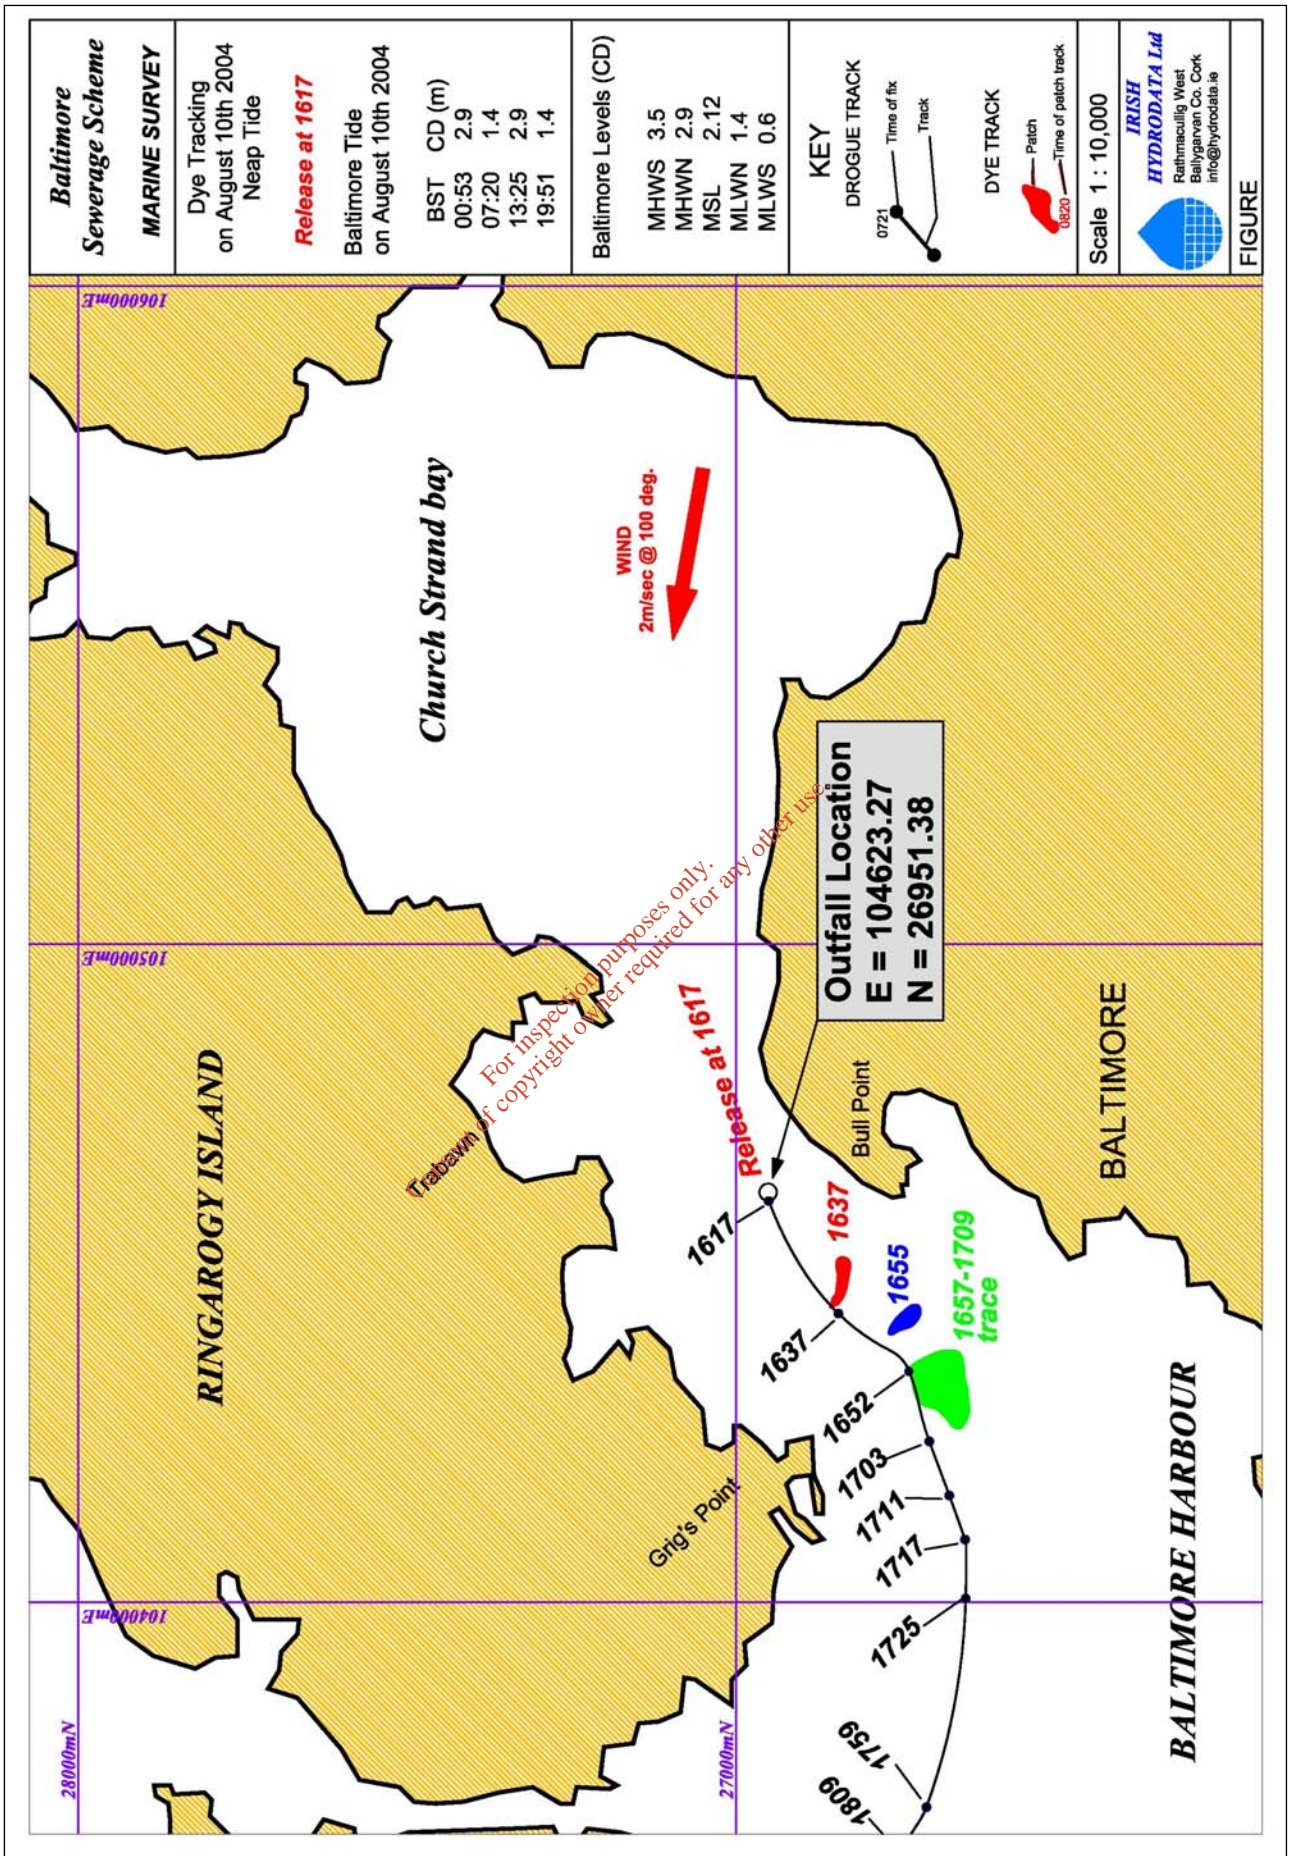 Baltimore
Sewerage Scheme
MARINE SURVEY
Dye Tracking
on August 10th 2004
Neap Tide
Release at 1617
Baltimore Tide
on August 10th 2004
BST CD (m)
00:53 2.9
07:20 1.4
13:25 2.9
19:51 1.4
Baltimore Levels (CD)
MHWS 3.5
MHWN 2.9
MSL 2.12
MLWN 1.4
MLWS 0.6
KEY
DROGUE TRACK
0721
Time of fix
Track
DYE TRACK
Patch
0820
Time of patch track
Scale 1 : 10,000
IRISH
HYDRODATA Ltd
Rathmacullig West
Ballygarvan Co. Cork
info@hydrodata.ie
FIGURE
106000mE
105000mE
104000mE
28000mN
27000mN
RINGAROGY ISLAND
Church Strand bay
WIND
2m/sec @ 100 deg.
Trabawn
For inspection purposes only.
of copyright owner required for any other use.
Release at 1617
Outfall Location
E = 104623.27
N = 26951.38
Bull Point
BALTIMORE
Grig's Point
BALTIMORE HARBOUR
1617
1637
1637
1655
1657-1709
trace
1652
1703
1711
1717
1725
1759
1809